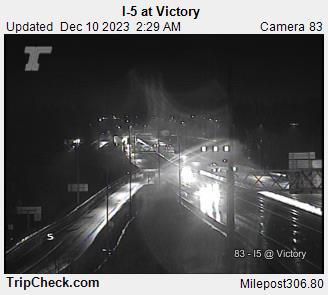 I-5 at Victory
Updated  Dec 10 2023  2:29 AM
Camera 83
T
S
83 - I5 @ Victory
TripCheck.com
Milepost306.80